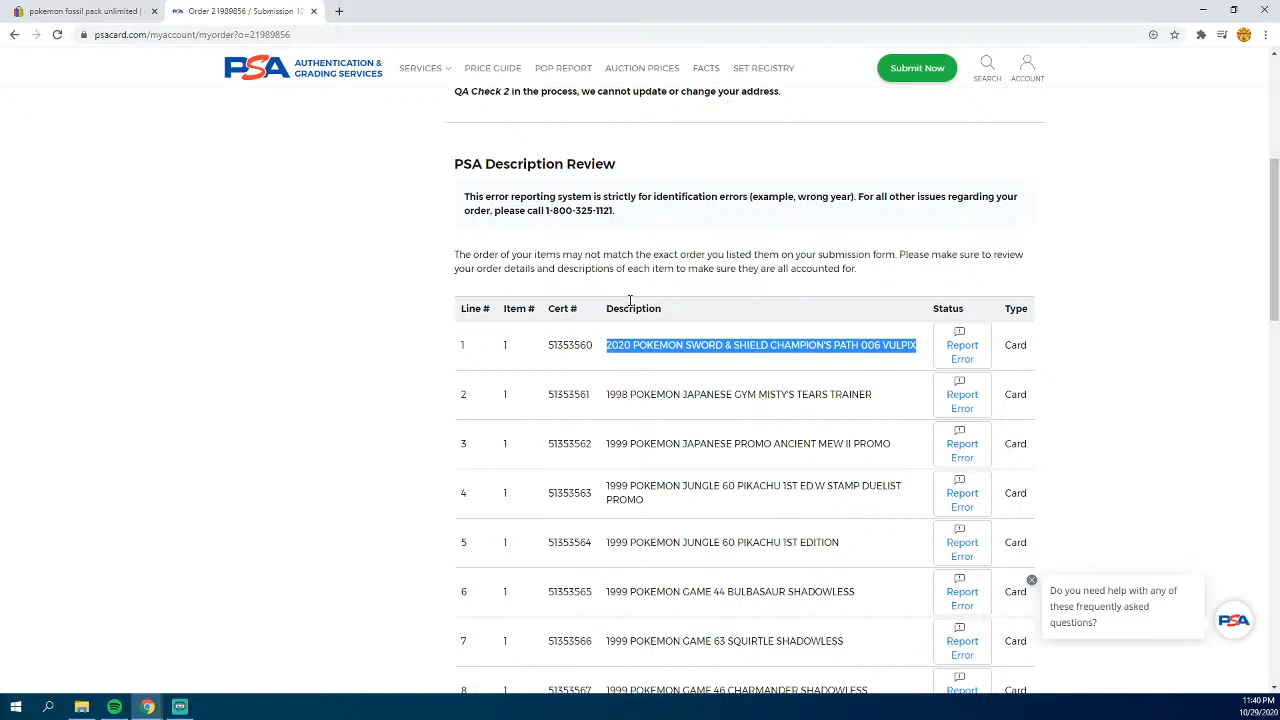 pokemon fossil pack unlimited |
Order 21989856 / Submission 10
psacard.com/myaccount/myorder?o=21989856
PSA AUTHENTICATION & GRADING SERVICES
SERVICES
PRICE GUIDE
POP REPORT
AUCTION PRICES
FACTS
SET REGISTRY
Submit Now
SEARCH
ACCOUNT
QA Check 2 in the process, we cannot update or change your address.
PSA Description Review
This error reporting system is strictly for identification errors (example, wrong year). For all other issues regarding your
order, please call 1-800-325-1121.
The order of your items may not match the exact order you listed them on your submission form. Please make sure to review
your order details and descriptions of each item to make sure they are all accounted for.
Line # Item # Cert # Description Status Type
1 1 51353560 2020 POKEMON SWORD & SHIELD CHAMPION'S PATH 006 VULPIX Report Error Card
2 1 51353561 1998 POKEMON JAPANESE GYM MISTY'S TEARS TRAINER Report Error Card
3 1 51353562 1999 POKEMON JAPANESE PROMO ANCIENT MEW II PROMO Report Error Card
4 1 51353563 1999 POKEMON JUNGLE 60 PIKACHU 1ST ED W STAMP DUELIST
PROMO Report Error Card
5 1 51353564 1999 POKEMON JUNGLE 60 PIKACHU 1ST EDITION Report Error Card
6 1 51353565 1999 POKEMON GAME 44 BULBASAUR SHADOWLESS Report Error Card
7 1 51353566 1999 POKEMON GAME 63 SQUIRTLE SHADOWLESS Report Error Card
8 1 51353567 1999 POKEMON GAME 46 CHARMANDER SHADOWLESS Report Card
Do you need help with any of
these frequently asked
questions?
PSA
11:40 PM
10/29/2020